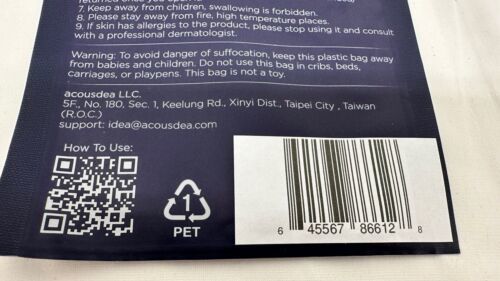 7. Keep away from children, swallowing is forbidden.
8. Please stay away from fire, high temperature places.
9. If skin has allergies to the product, please stop using it and consult
with a professional dermatologist.
Warning: To avoid danger of suffocation, keep this plastic bag away
from babies and children. Do not use this bag in cribs, beds,
carriages, or playpens. This bag is not a toy.
acousdea LLC.
5F., No. 180, Sec. 1, Keelung Rd., Xinyi Dist., Taipei City , Taiwan
(R.O.C.)
support: idea@acousdea.com
How To Use:
1
PET
6 45567 86612 8